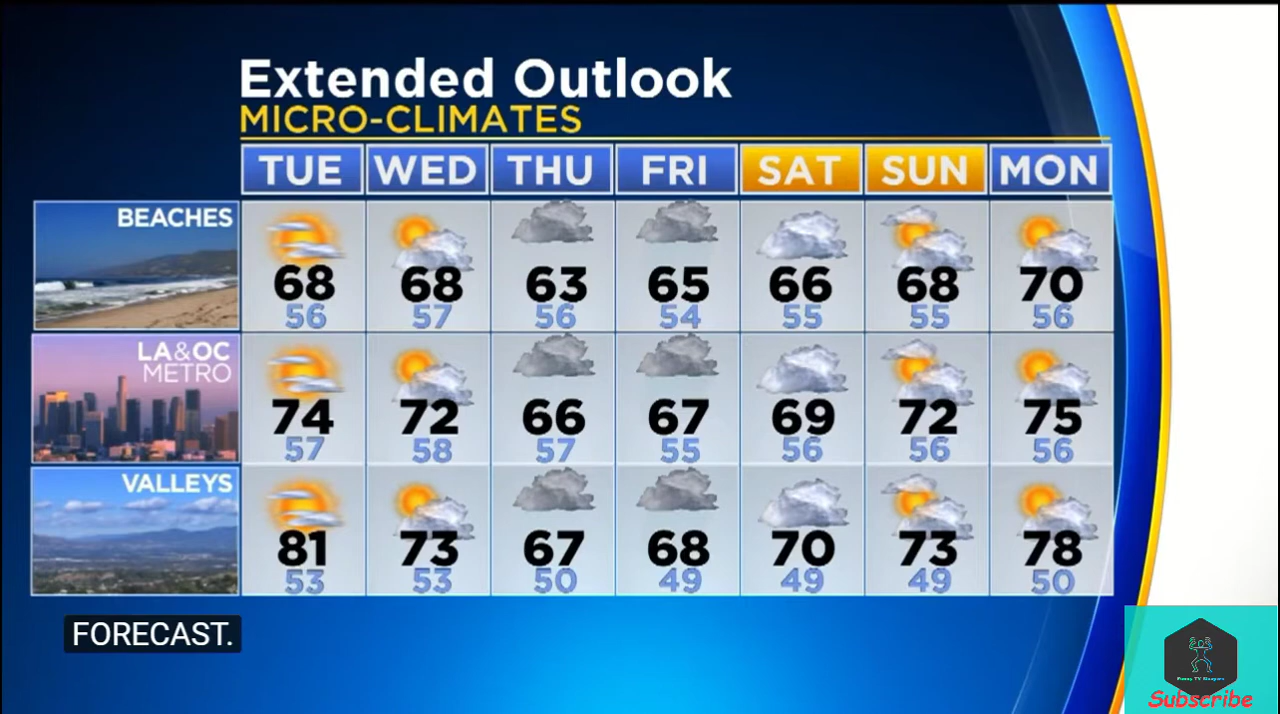 Extended Outlook
MICRO-CLIMATES
TUE WED THU FRI SAT SUN MON
BEACHES
68 68 63 65 66 68 70
56 57 56 54 55 55 56
LA&OC
METRO
74 72 66 67 69 72 75
57 58 57 55 56 56 56
VALLEYS
81 73 67 68 70 73 78
53 53 50 49 49 49 50
FORECAST.
Subscribe